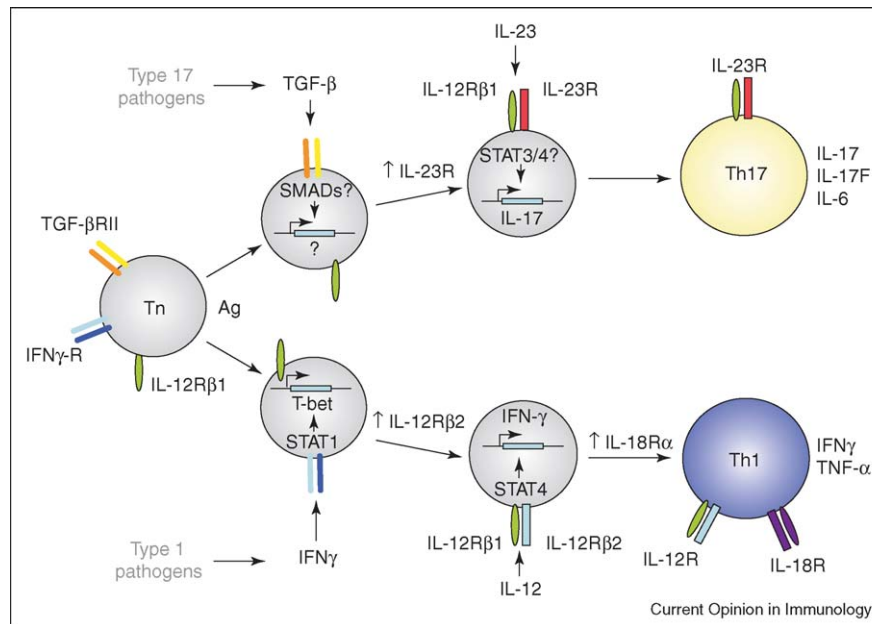 IL-23
Type 17
pathogens
TGF-β
IL-12Rβ1
IL-23R
IL-23R
SMADs?
?
↑ IL-23R
STAT3/4?
IL-17
Th17
IL-17
IL-17F
IL-6
TGF-βRII
Tn
Ag
IFNγ-R
IL-12Rβ1
T-bet
STAT1
↑ IL-12Rβ2
IFN-γ
STAT4
↑ IL-18Rα
Th1
IFNγ
TNF-α
IL-12Rβ1
IL-12Rβ2
IL-12R
IL-18R
Type 1
pathogens
IFNγ
IL-12
Current Opinion in Immunology